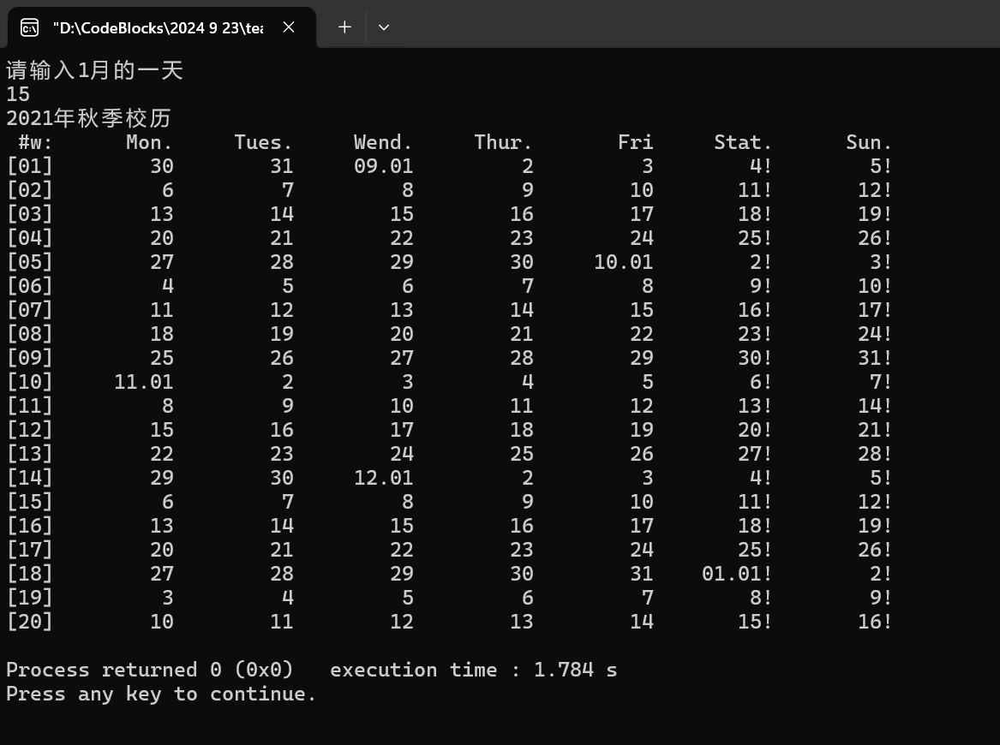 "D:\CodeBlocks\2024 9 23\tea
请输入1月的一天
15
2021年秋季校历
#w: Mon. Tues. Wend. Thur. Fri Stat. Sun.
[01] 30 31 09.01 2 3 4! 5!
[02] 6 7 8 9 10 11! 12!
[03] 13 14 15 16 17 18! 19!
[04] 20 21 22 23 24 25! 26!
[05] 27 28 29 30 10.01 2! 3!
[06] 4 5 6 7 8 9! 10!
[07] 11 12 13 14 15 16! 17!
[08] 18 19 20 21 22 23! 24!
[09] 25 26 27 28 29 30! 31!
[10] 11.01 2 3 4 5 6! 7!
[11] 8 9 10 11 12 13! 14!
[12] 15 16 17 18 19 20! 21!
[13] 22 23 24 25 26 27! 28!
[14] 29 30 12.01 2 3 4! 5!
[15] 6 7 8 9 10 11! 12!
[16] 13 14 15 16 17 18! 19!
[17] 20 21 22 23 24 25! 26!
[18] 27 28 29 30 31 01.01! 2!
[19] 3 4 5 6 7 8! 9!
[20] 10 11 12 13 14 15! 16!
Process returned 0 (0x0) execution time : 1.784 s
Press any key to continue.